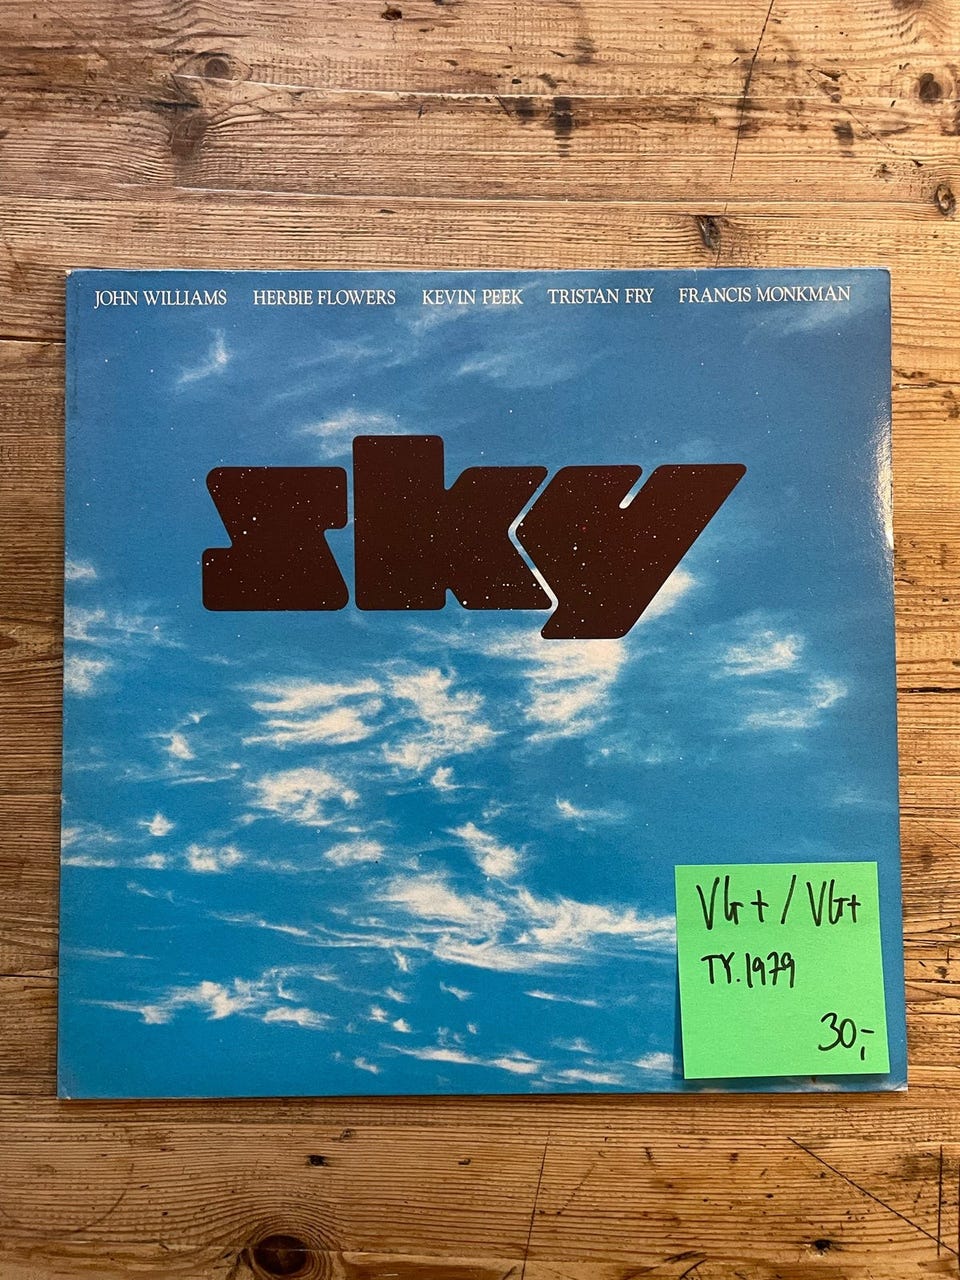 JOHN WILLIAMS HERBIE FLOWERS KEVIN PEEK TRISTAN FRY FRANCIS MONKMAN
sky
VG+/VG+
TY.1979
30,-